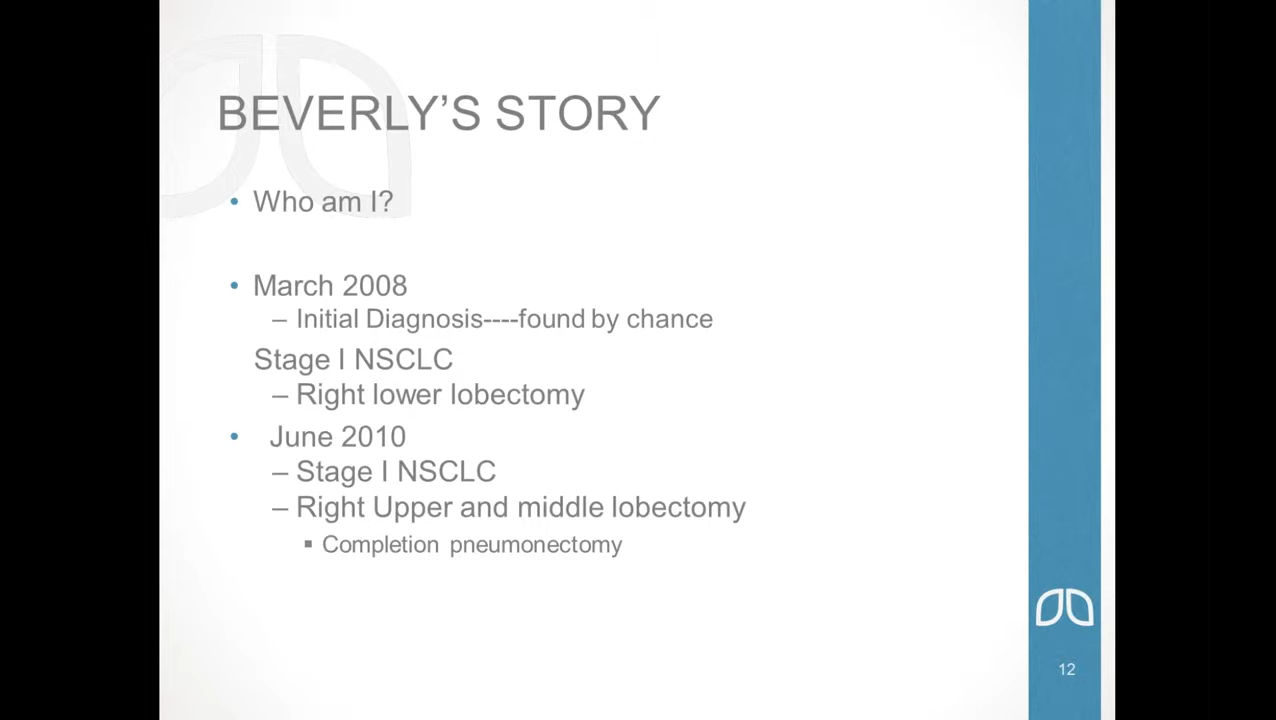 BEVERLY’S STORY
• Who am I?
• March 2008
– Initial Diagnosis----found by chance
Stage I NSCLC
– Right lower lobectomy
• June 2010
– Stage I NSCLC
– Right Upper and middle lobectomy
▪ Completion pneumonectomy
12